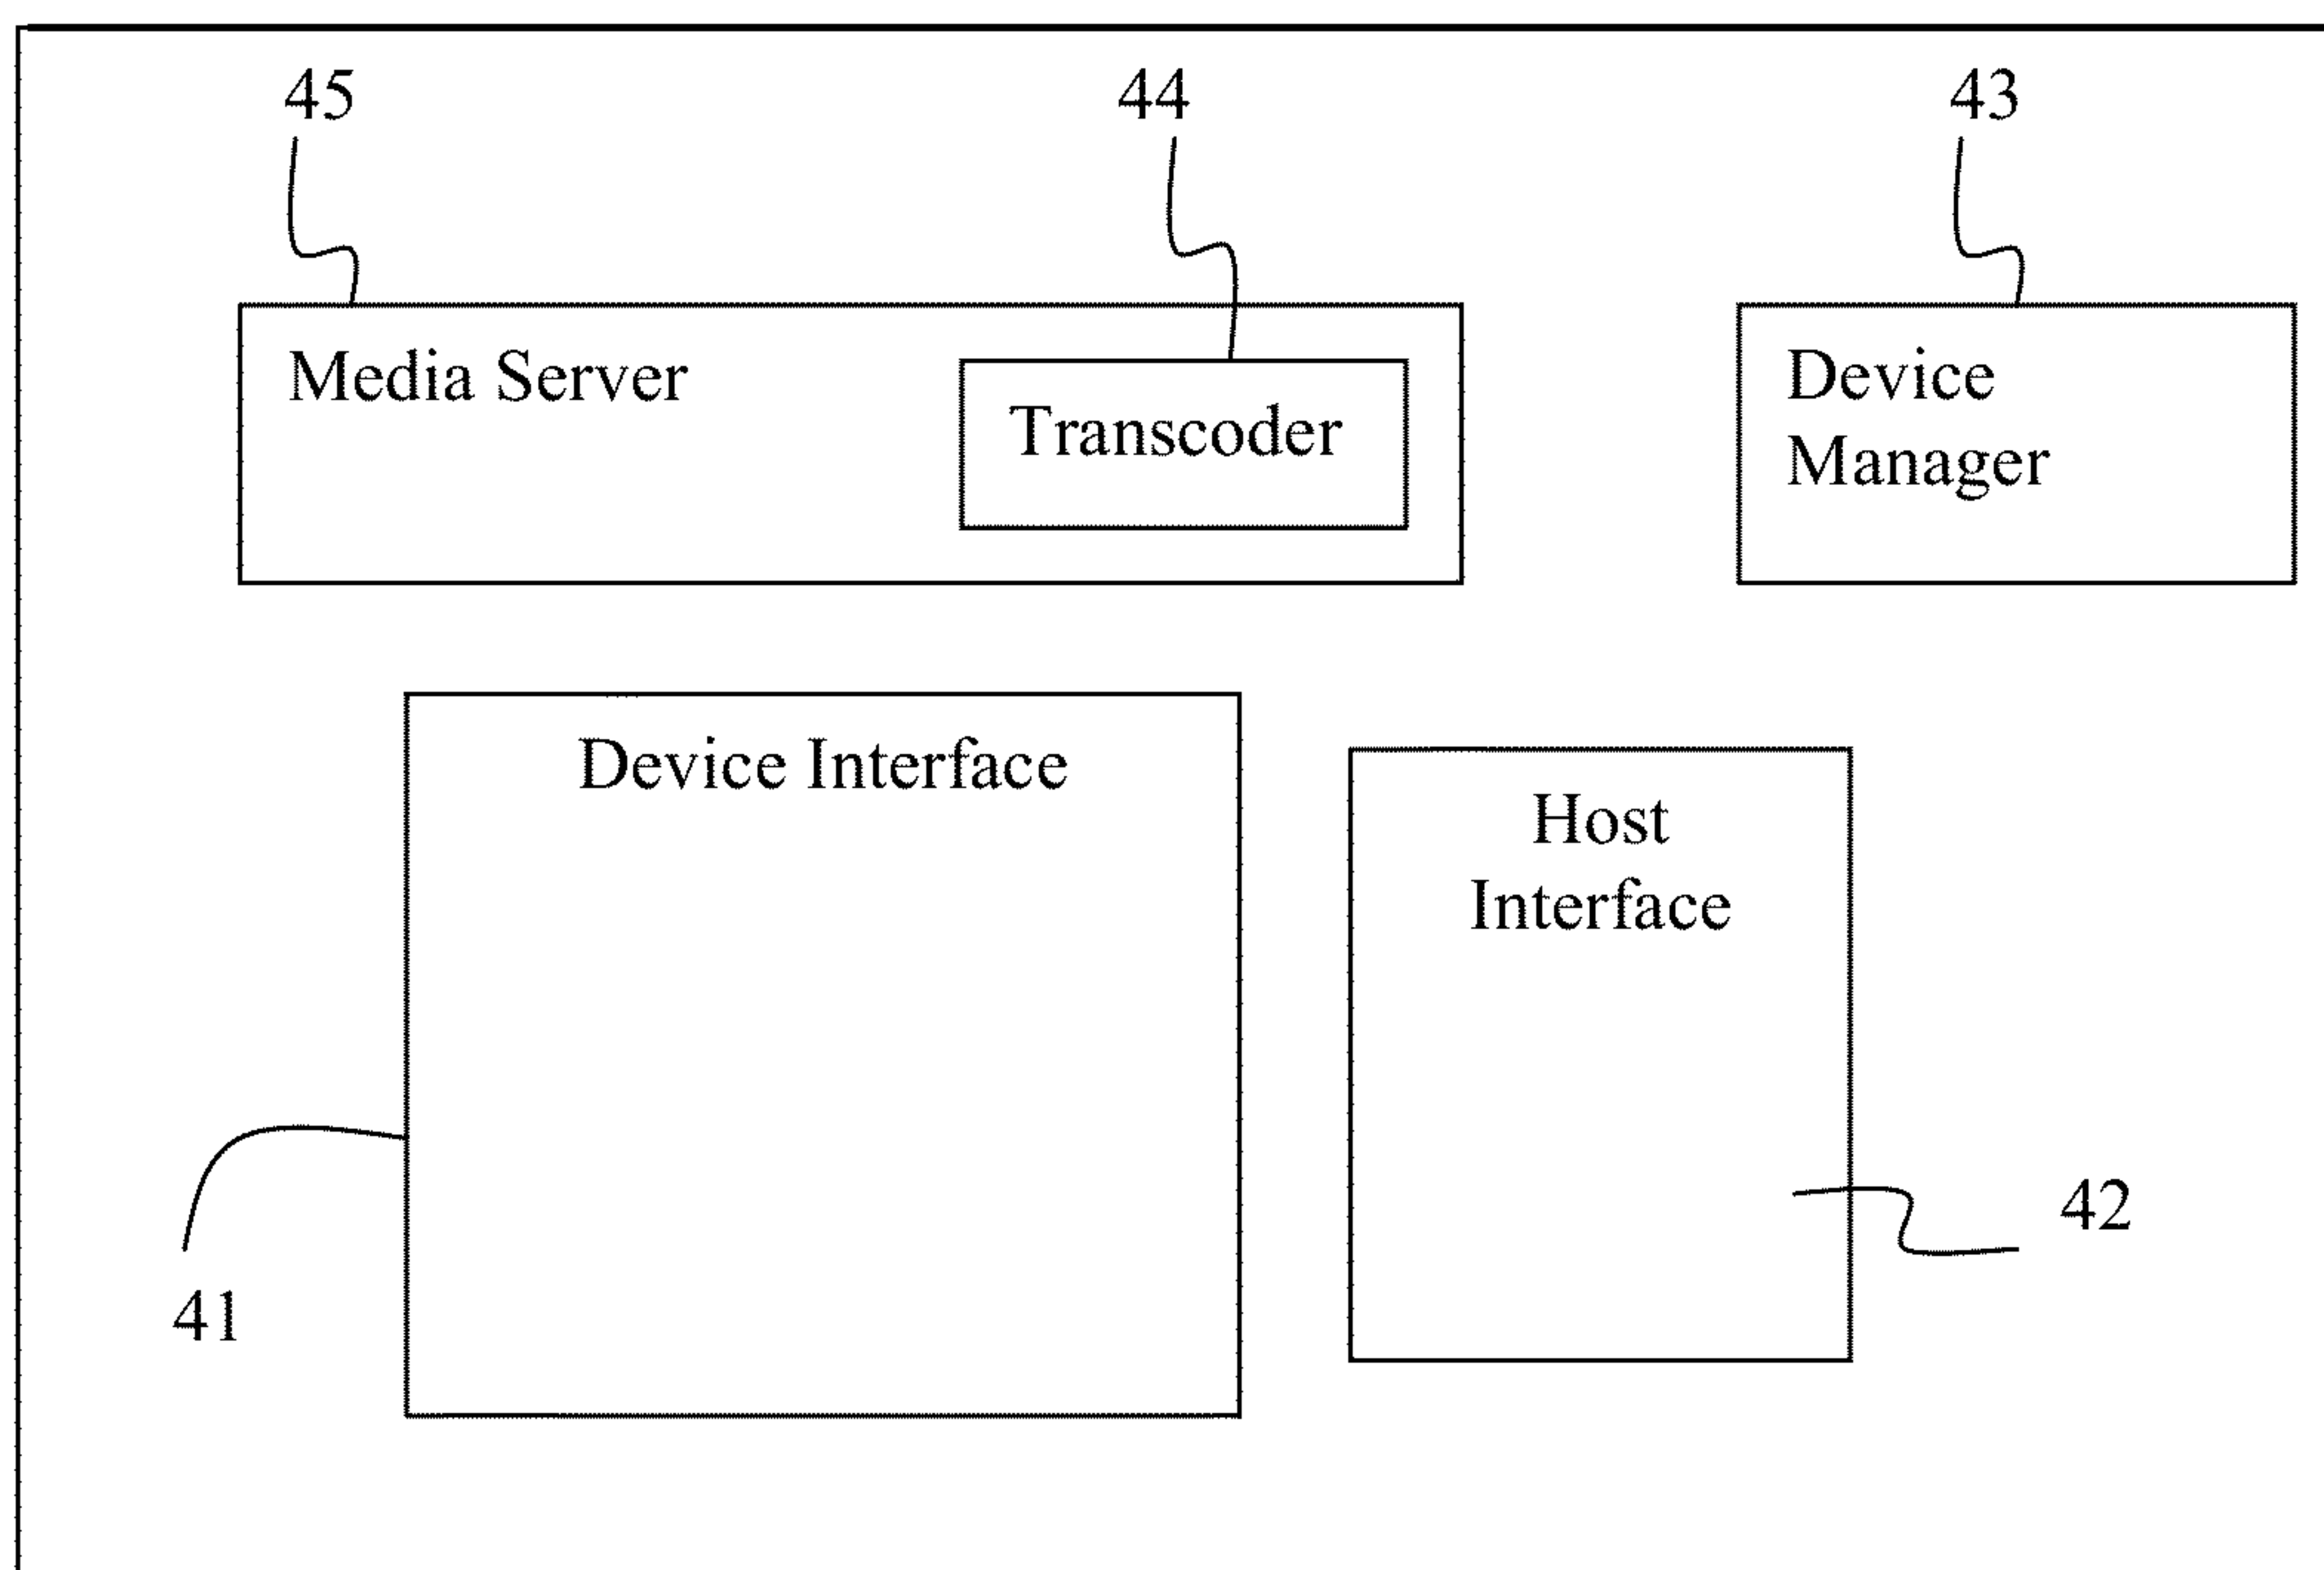 45
44
43
Media Server
Transcoder
Device
Manager
Device Interface
Host
Interface
42
41